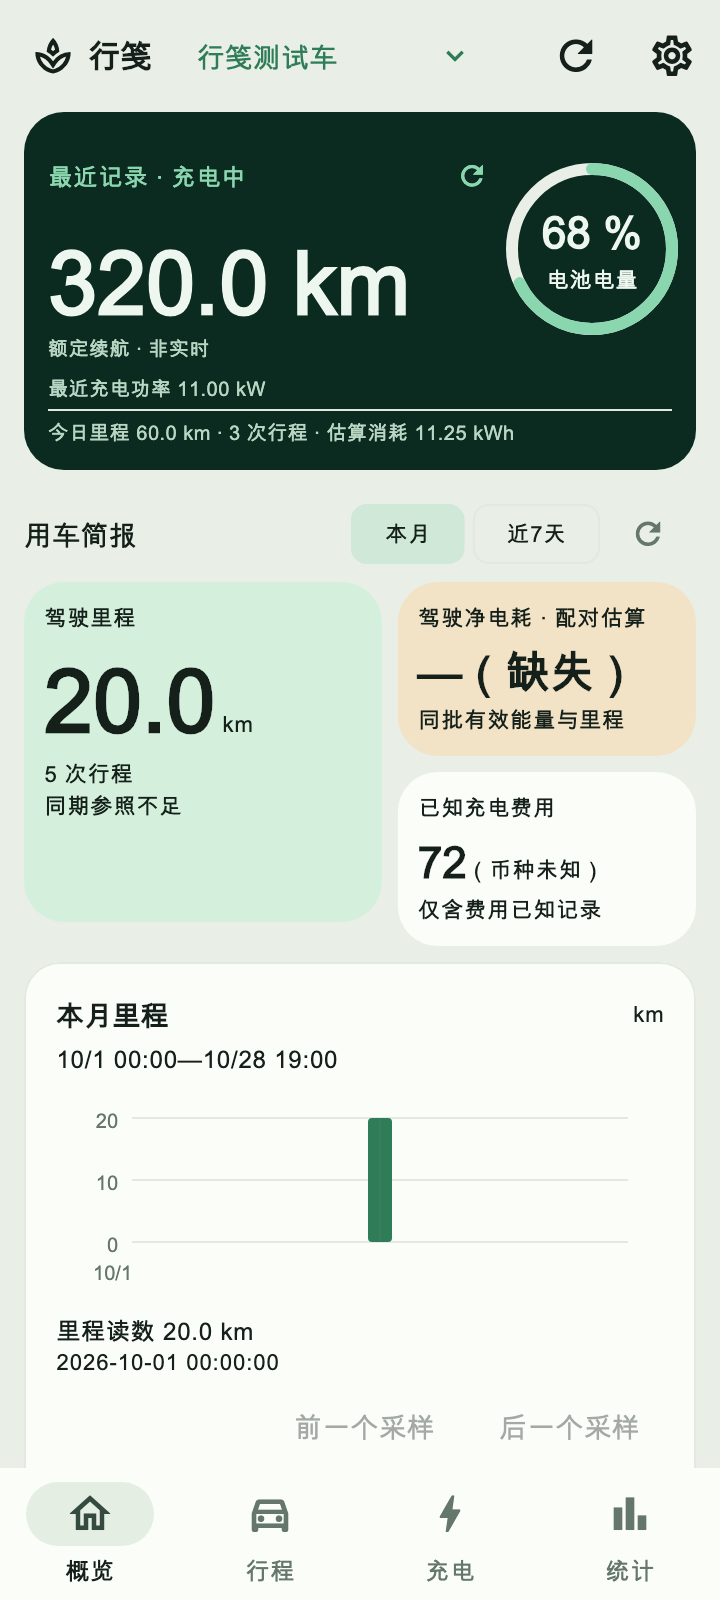 行笺 行笺测试车
最近记录 · 充电中
68 %
电池电量
320.0 km
额定续航 · 非实时
最近充电功率 11.00 kW
今日里程 60.0 km · 3 次行程 · 估算消耗 11.25 kWh
用车简报 本月 近7天
驾驶里程
20.0 km
5 次行程
同期参照不足
驾驶净电耗 · 配对估算
—（缺失）
同批有效能量与里程
已知充电费用
72（币种未知）
仅含费用已知记录
本月里程 km
10/1 00:00—10/28 19:00
20
10
0
10/1
里程读数 20.0 km
2026-10-01 00:00:00
前一个采样 后一个采样
概览 行程 充电 统计